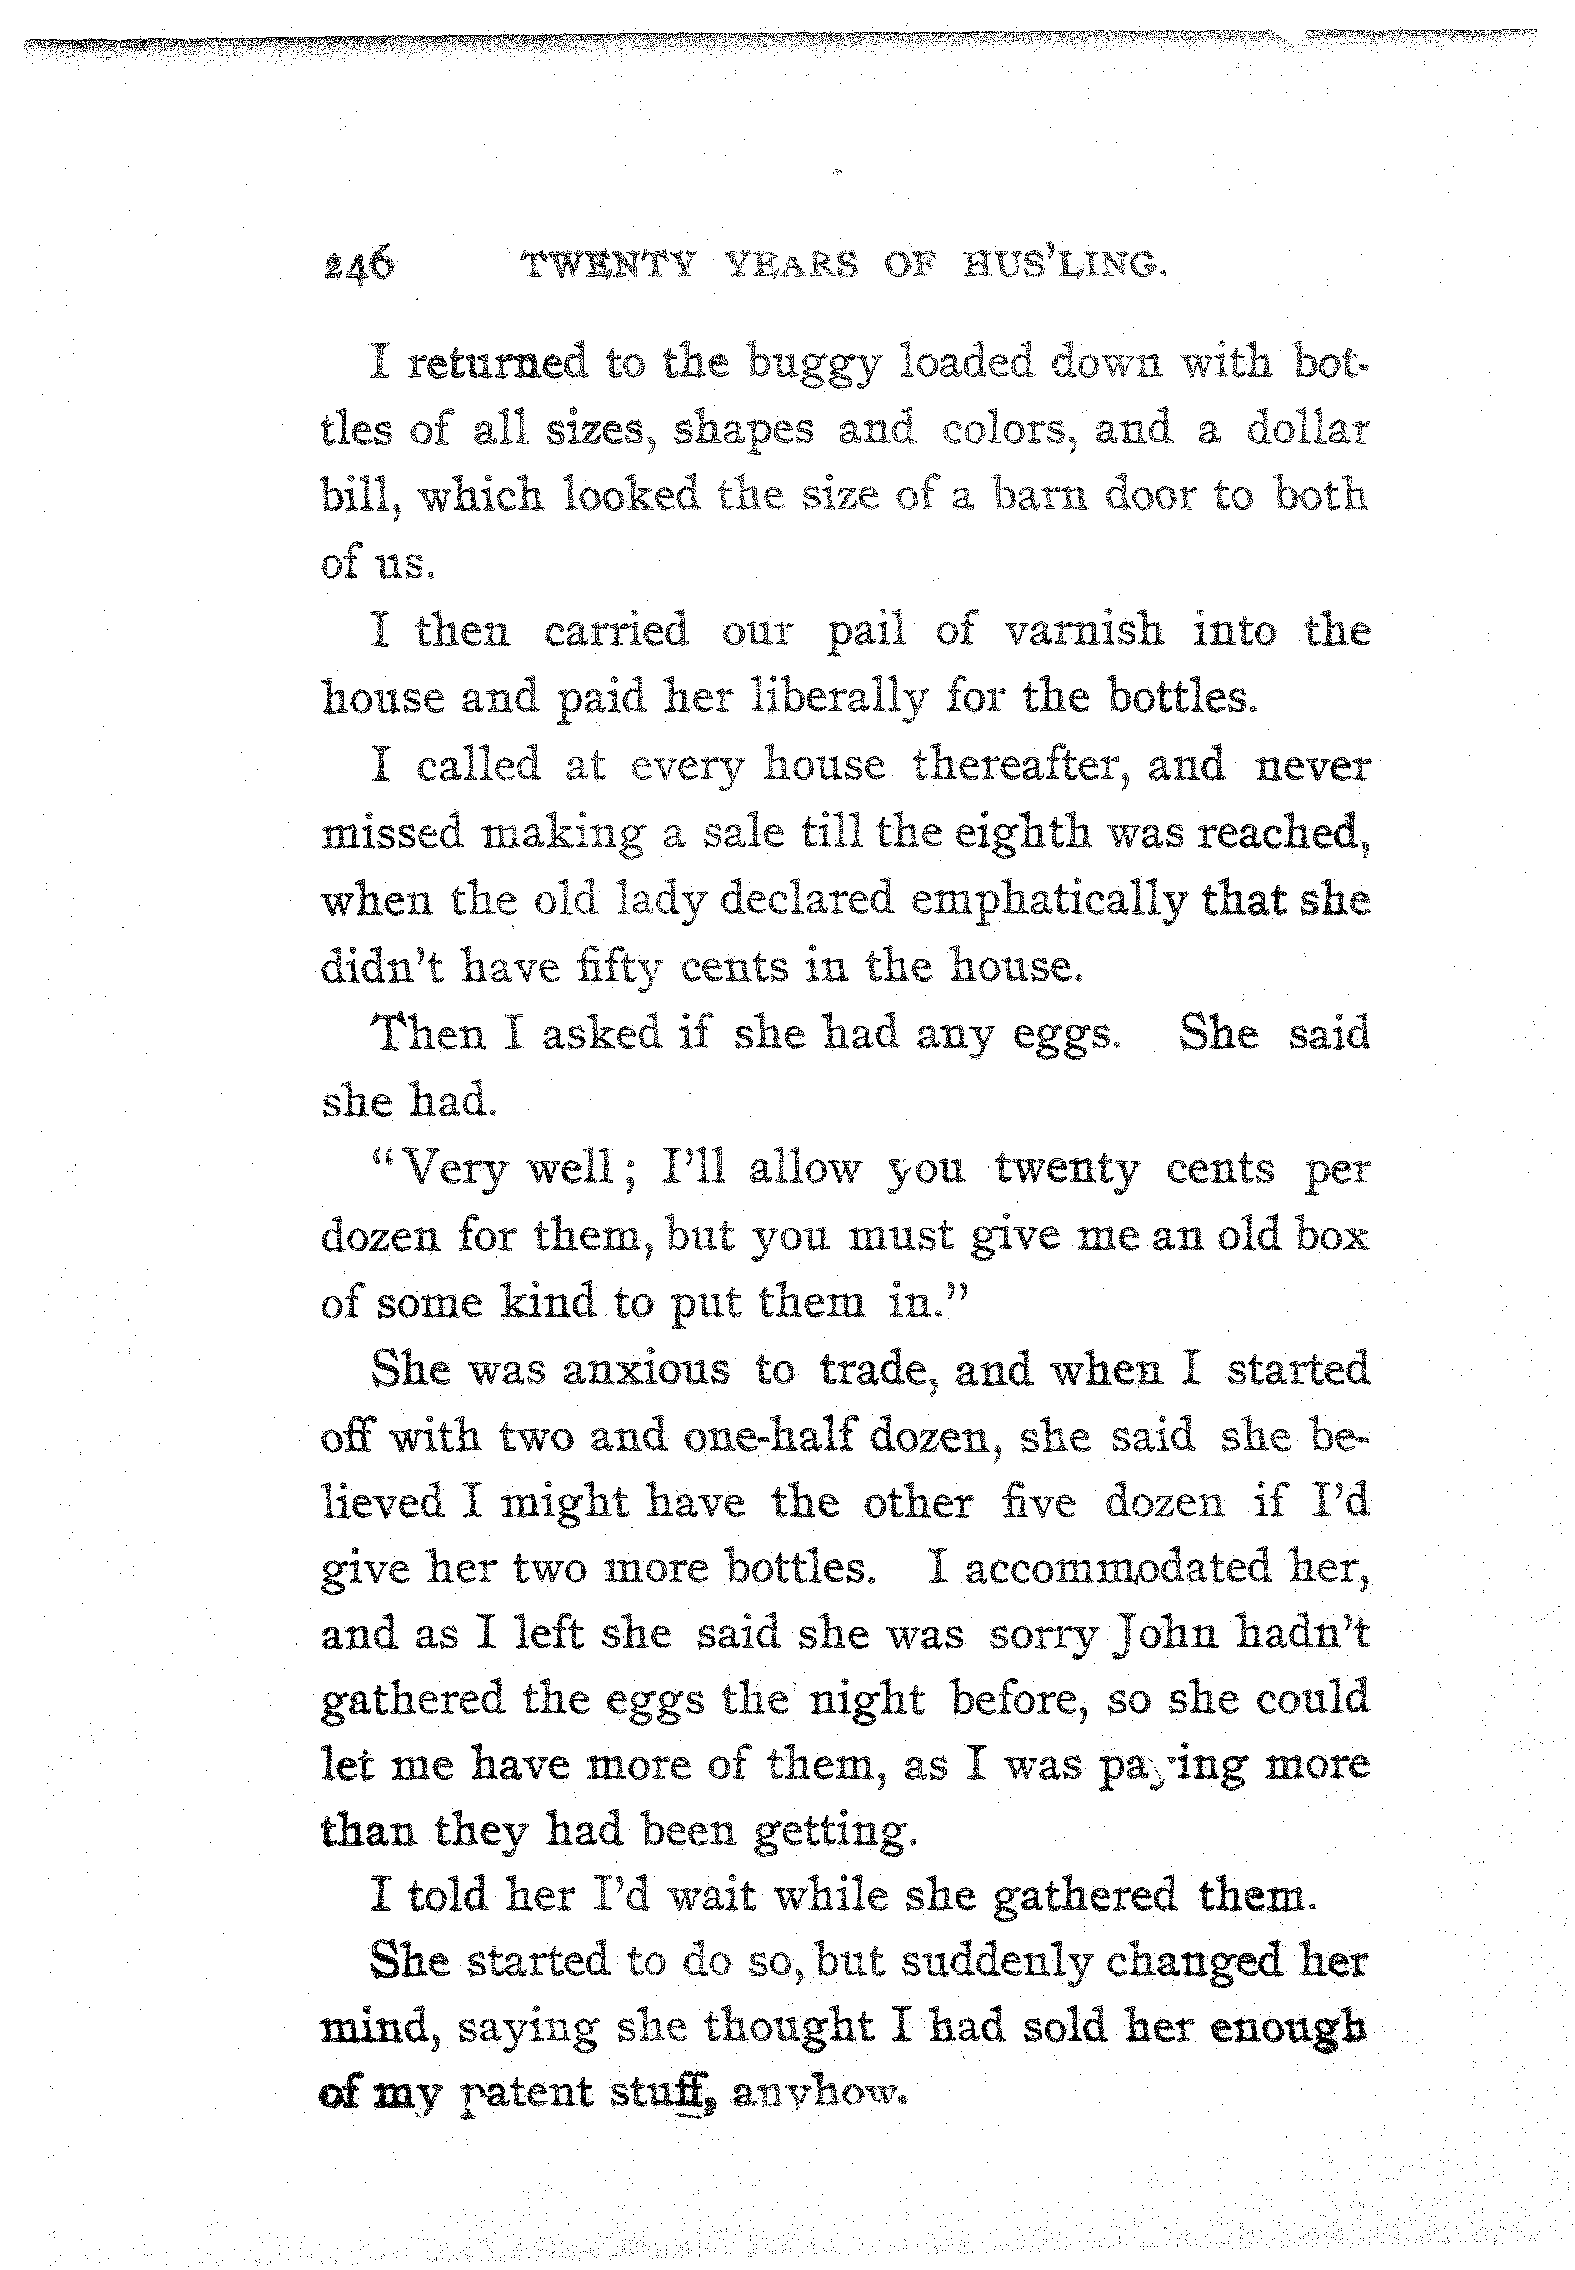 246 TWENTY YEARS OF HUS'LING.
I returned to the buggy loaded down with bot-
tles of all sizes, shapes and colors, and a dollar
bill, which looked the size of a barn door to both
of us.
I then carried our pail of varnish into the
house and paid her liberally for the bottles.
I called at every house thereafter, and never
missed making a sale till the eighth was reached,
when the old lady declared emphatically that she
didn't have fifty cents in the house.
Then I asked if she had any eggs. She said
she had.
"Very well; I'll allow you twenty cents per
dozen for them, but you must give me an old box
of some kind to put them in."
She was anxious to trade, and when I started
off with two and one-half dozen, she said she be-
lieved I might have the other five dozen if I'd
give her two more bottles. I accommodated her,
and as I left she said she was sorry John hadn't
gathered the eggs the night before, so she could
let me have more of them, as I was paying more
than they had been getting.
I told her I'd wait while she gathered them.
She started to do so, but suddenly changed her
mind, saying she thought I had sold her enough
of my patent stuff, anyhow.